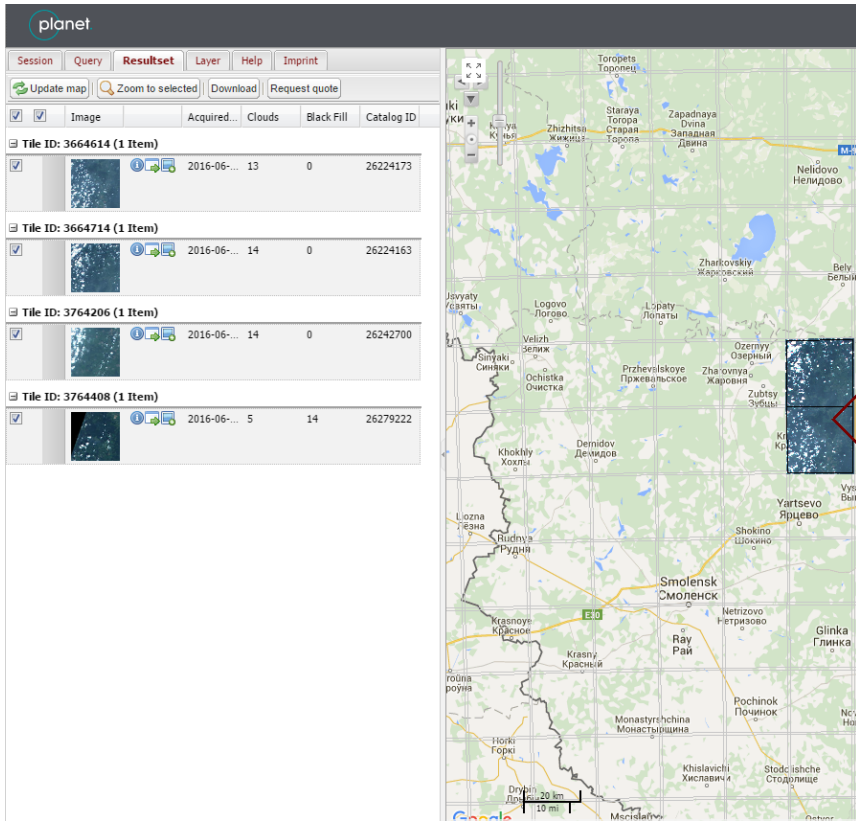 planet.
Session Query Resultset Layer Help Imprint
Update map Zoom to selected Download Request quote
Image Acquired... Clouds Black Fill Catalog ID
Tile ID: 3664614 (1 Item)
2016-06-... 13 0 26224173
Tile ID: 3664714 (1 Item)
2016-06-... 14 0 26224163
Tile ID: 3764206 (1 Item)
2016-06-... 14 0 26242700
Tile ID: 3764408 (1 Item)
2016-06-... 5 14 26279222
Toropets
Торопец
Staraya
Toropa
Старая
Торопа
Zapadnaya
Dvina
Западная
Двина
Zhizhitsa
Жижица
Nelidovo
Нелидово
Zharkovskiy
Жарковский
Bely
Usvyaty
Logovo
Логово
Lopaty
Лопаты
Velizh
Велиж
Sinyaki
Синяки
Ozernyy
Озерный
Ochistka
Очистка
Przhevalskoye
Пржевальское
Zharovnya
Жаровня
Zubtsy
Зубцы
Khokhly
Хохлы
Demidov
Демидов
Yartsevo
Ярцево
Liozna
Лёзна
Rudnya
Рудня
Shokino
Шокино
Smolensk
Смоленск
E30
Krasnoye
Красное
Netrizovo
Нетризово
Ray
Рай
Glinka
Глинка
Krasny
Красный
Pochinok
Починок
Monastyrshchina
Монастырщина
Horki
Горкі
Khislavichi
Хиславичи
Stodolishche
Стодолище
Drybin
20 km
10 mi
Google